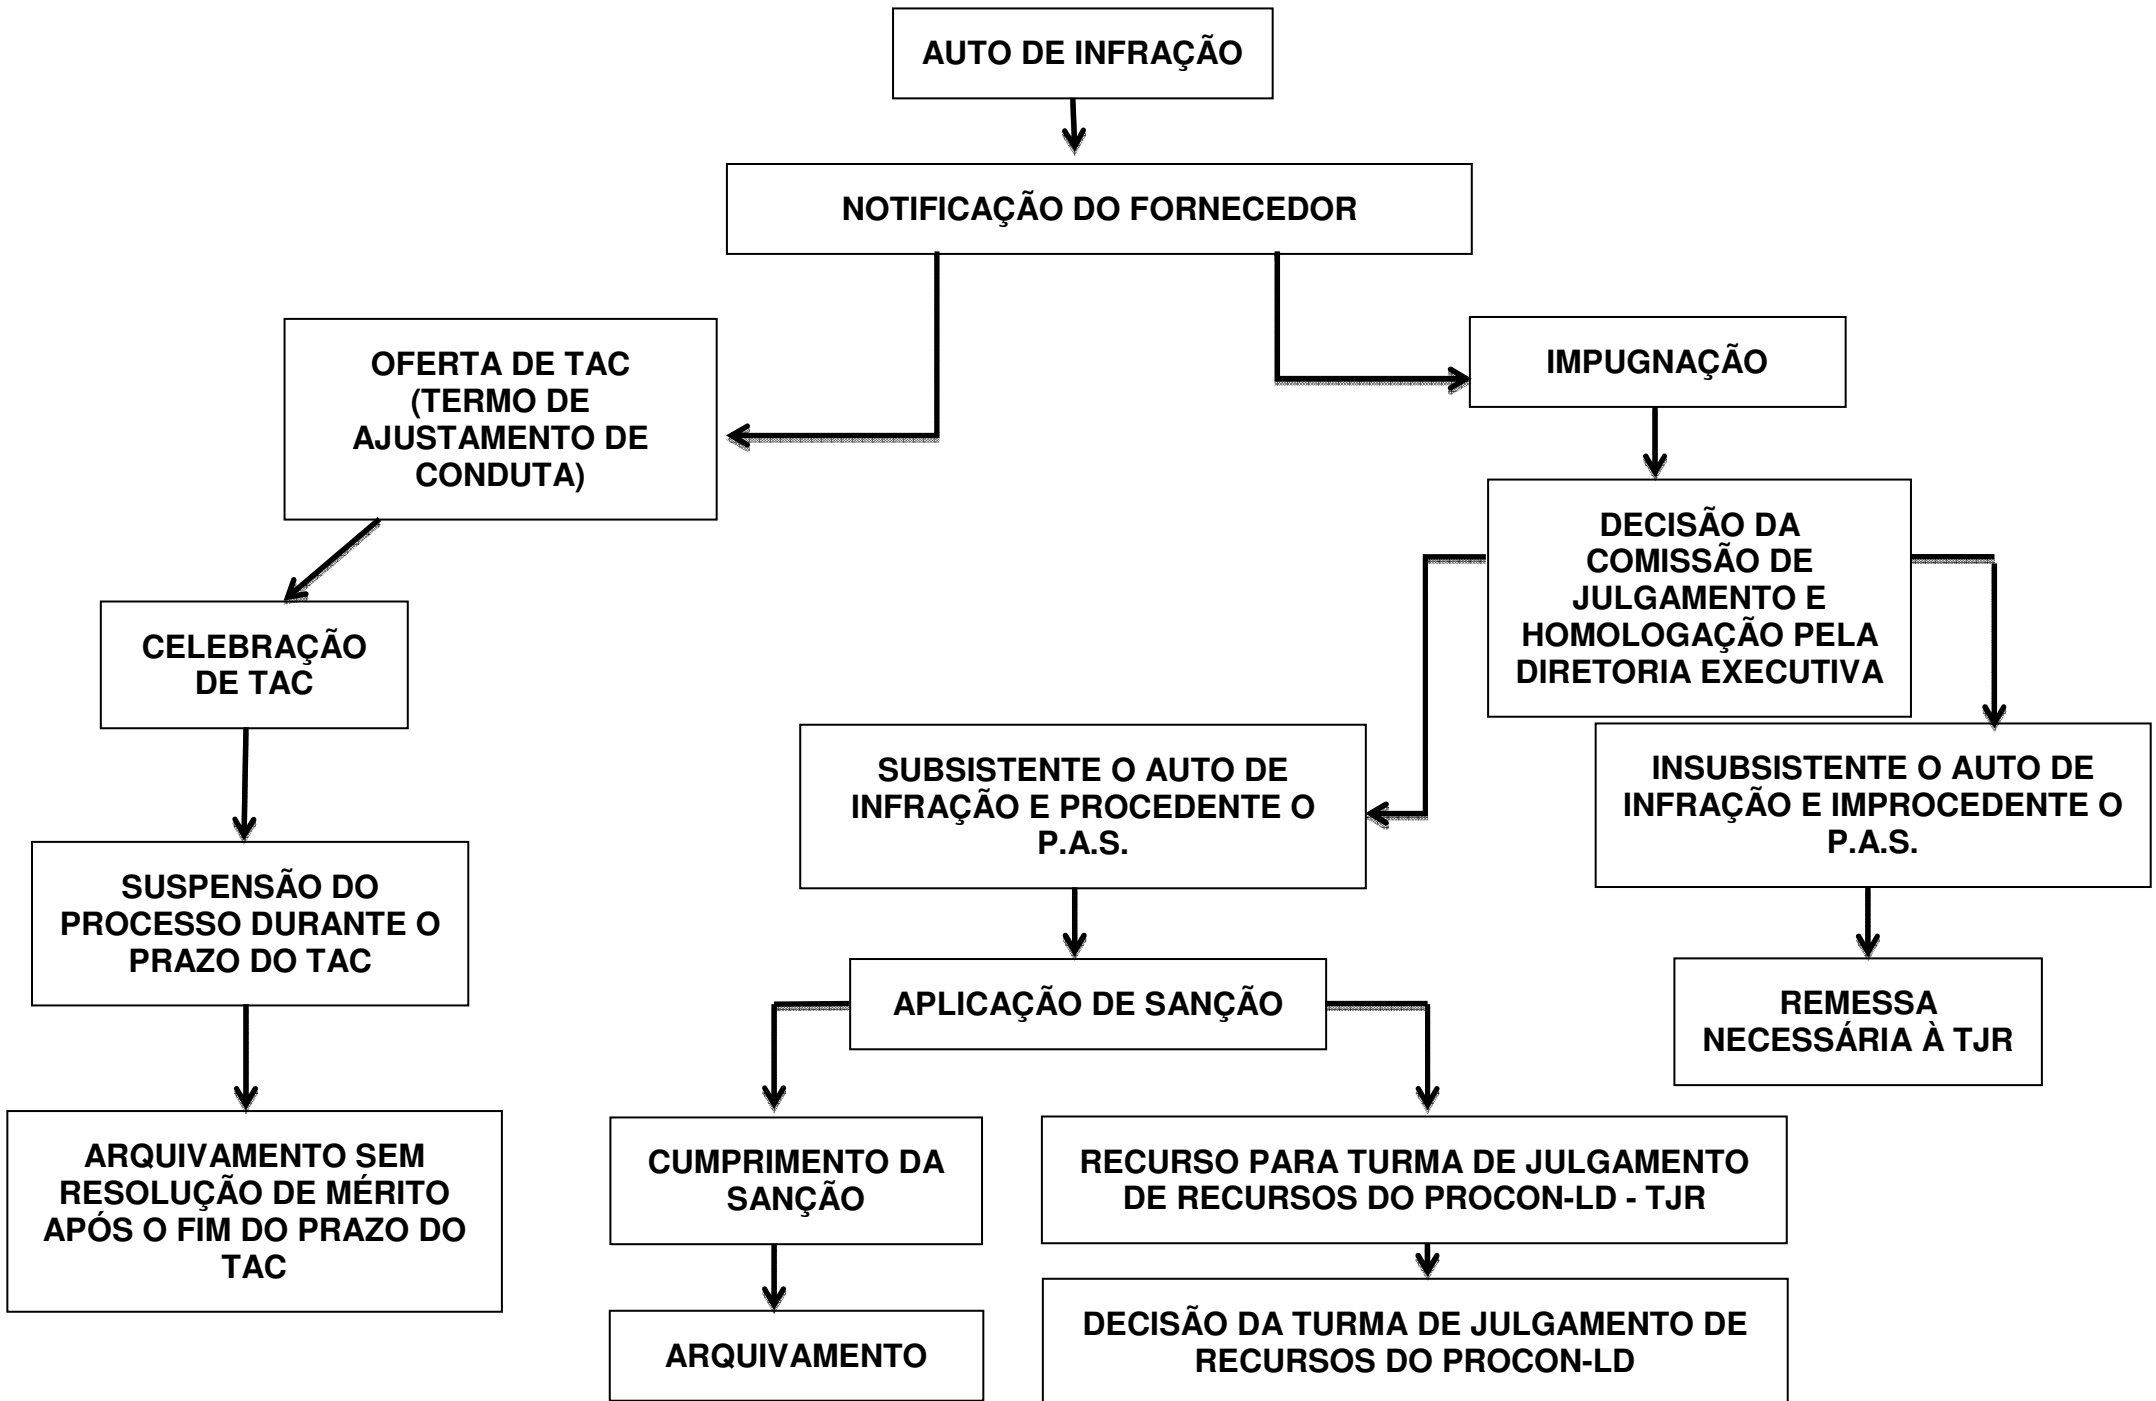 AUTO DE INFRAÇÃO
NOTIFICAÇÃO DO FORNECEDOR
OFERTA DE TAC
(TERMO DE
AJUSTAMENTO DE
CONDUTA)
IMPUGNAÇÃO
DECISÃO DA
COMISSÃO DE
JULGAMENTO E
HOMOLOGAÇÃO PELA
DIRETORIA EXECUTIVA
CELEBRAÇÃO
DE TAC
SUBSISTENTE O AUTO DE
INFRAÇÃO E PROCEDENTE O
P.A.S.
INSUBSISTENTE O AUTO DE
INFRAÇÃO E IMPROCEDENTE O
P.A.S.
SUSPENSÃO DO
PROCESSO DURANTE O
PRAZO DO TAC
APLICAÇÃO DE SANÇÃO
REMESSA
NECESSÁRIA À TJR
ARQUIVAMENTO SEM
RESOLUÇÃO DE MÉRITO
APÓS O FIM DO PRAZO DO
TAC
CUMPRIMENTO DA
SANÇÃO
RECURSO PARA TURMA DE JULGAMENTO
DE RECURSOS DO PROCON-LD - TJR
ARQUIVAMENTO
DECISÃO DA TURMA DE JULGAMENTO DE
RECURSOS DO PROCON-LD